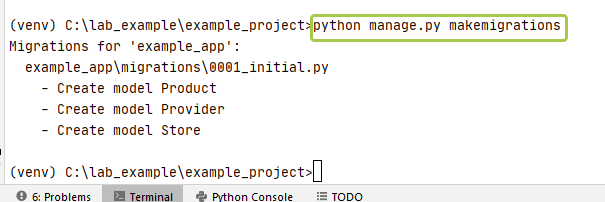 (venv) C:\lab_example\example_project>python manage.py makemigrations
Migrations for 'example_app':
  example_app\migrations\0001_initial.py
    - Create model Product
    - Create model Provider
    - Create model Store
(venv) C:\lab_example\example_project>
6: Problems Terminal Python Console TODO